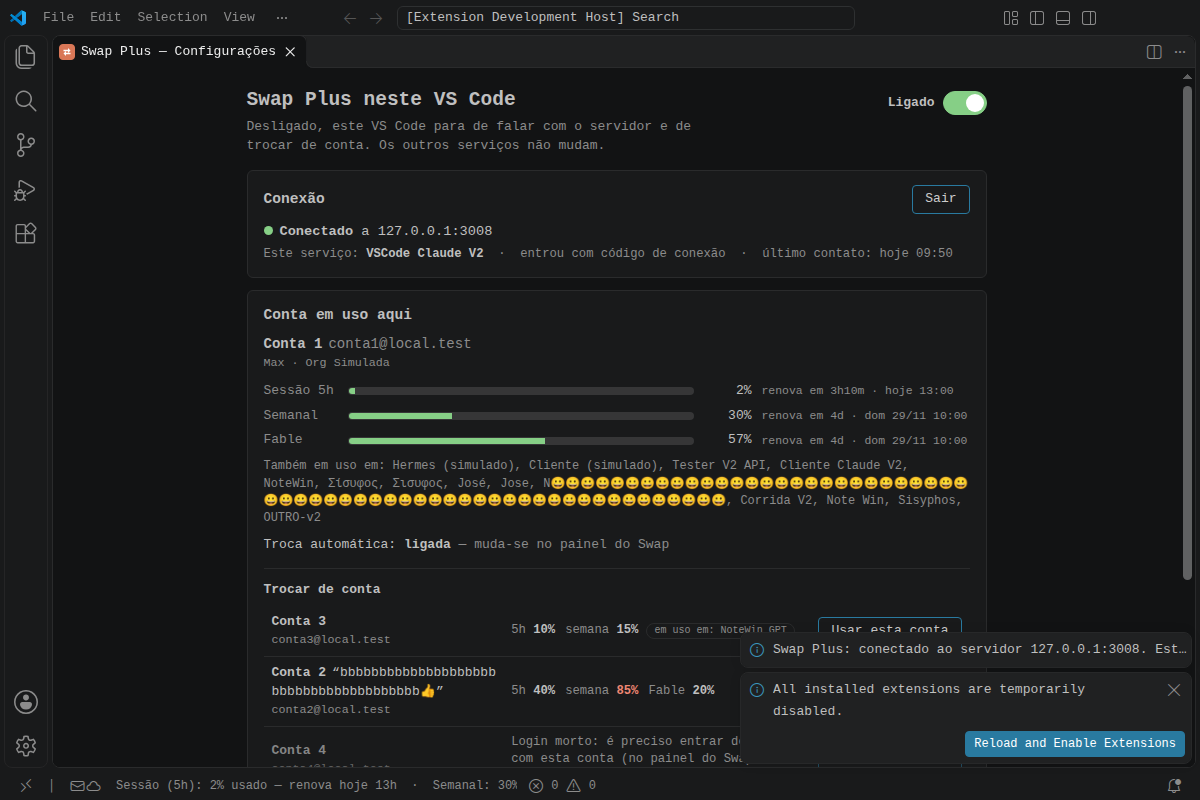 File Edit Selection View ···
[Extension Development Host] Search
Swap Plus — Configurações
Swap Plus neste VS Code
Ligado
Desligado, este VS Code para de falar com o servidor e de
trocar de conta. Os outros serviços não mudam.
Conexão
Sair
Conectado a 127.0.0.1:3008
Este serviço: VSCode Claude V2 · entrou com código de conexão · último contato: hoje 09:50
Conta em uso aqui
Conta 1 conta1@local.test
Max · Org Simulada
Sessão 5h 2% renova em 3h10m · hoje 13:00
Semanal 30% renova em 4d · dom 29/11 10:00
Fable 57% renova em 4d · dom 29/11 10:00
Também em uso em: Hermes (simulado), Cliente (simulado), Tester V2 API, Cliente Claude V2,
NoteWin, Σίσυφος, Σισυφος, José, Jose, N😀😀😀😀😀😀😀😀😀😀😀😀😀😀😀😀😀😀😀😀😀😀😀😀😀😀😀😀
😀😀😀😀😀😀😀😀😀😀😀😀😀😀😀😀😀😀😀😀😀😀😀😀😀😀😀😀😀😀😀, Corrida V2, Note Win, Sisyphos,
OUTRO-v2
Troca automática: ligada — muda-se no painel do Swap
Trocar de conta
Conta 3
conta3@local.test
5h 10% semana 15% em uso em: NoteWin GPT
Usar esta conta
Conta 2 “bbbbbbbbbbbbbbbbbbbb
bbbbbbbbbbbbbbbbbbb👍”
conta2@local.test
5h 40% semana 85% Fable 20%
Conta 4
Login morto: é preciso entrar de
com esta conta (no painel do Swap
Swap Plus: conectado ao servidor 127.0.0.1:3008. Est…
All installed extensions are temporarily
disabled.
Reload and Enable Extensions
Sessão (5h): 2% usado — renova hoje 13h · Semanal: 30% 0 0